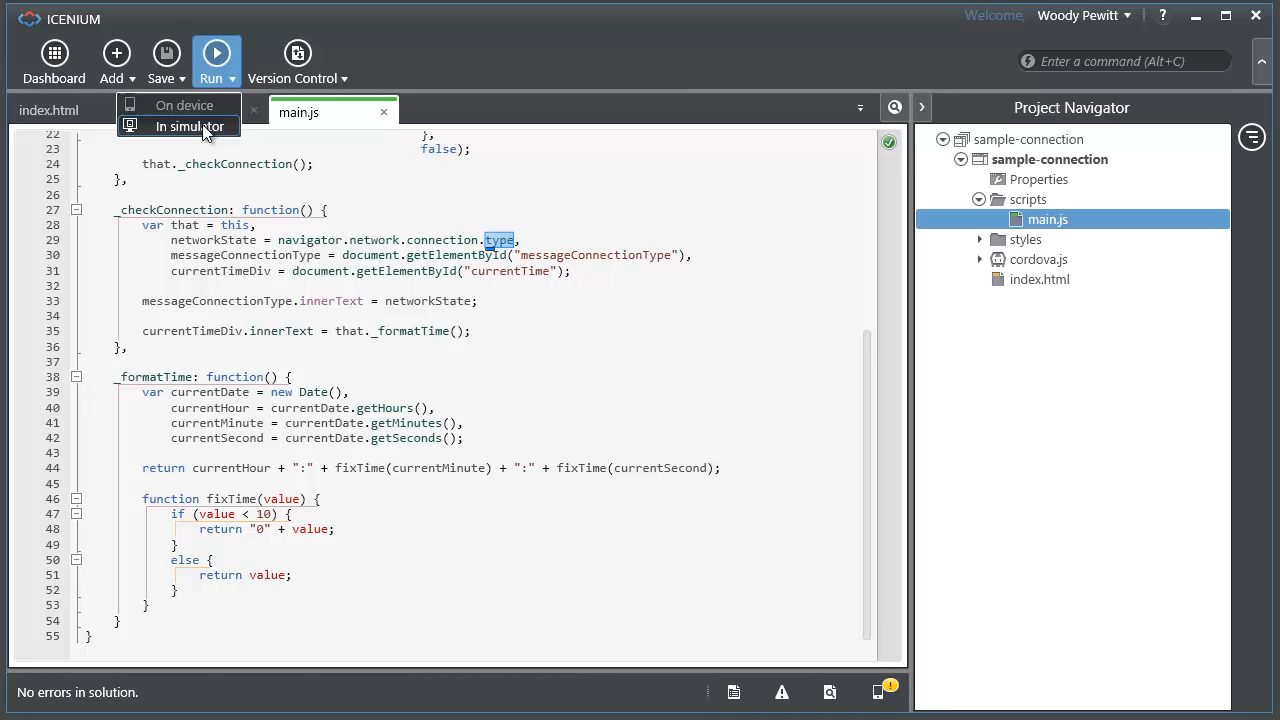 ICENIUM
Welcome, Woody Pewitt ?
Dashboard Add Save Run Version Control
Enter a command (Alt+C)
On device
In simulator
index.html
main.js
Project Navigator
sample-connection
sample-connection
Properties
scripts
main.js
styles
cordova.js
index.html
22 },
23 false);
24 that._checkConnection();
25 },
26
27 _checkConnection: function() {
28 var that = this,
29 networkState = navigator.network.connection.type,
30 messageConnectionType = document.getElementById("messageConnectionType"),
31 currentTimeDiv = document.getElementById("currentTime");
32
33 messageConnectionType.innerText = networkState;
34
35 currentTimeDiv.innerText = that._formatTime();
36 },
37
38 _formatTime: function() {
39 var currentDate = new Date(),
40 currentHour = currentDate.getHours(),
41 currentMinute = currentDate.getMinutes(),
42 currentSecond = currentDate.getSeconds();
43
44 return currentHour + ":" + fixTime(currentMinute) + ":" + fixTime(currentSecond);
45
46 function fixTime(value) {
47 if (value < 10) {
48 return "0" + value;
49 }
50 else {
51 return value;
52 }
53 }
54 }
55 }
No errors in solution.